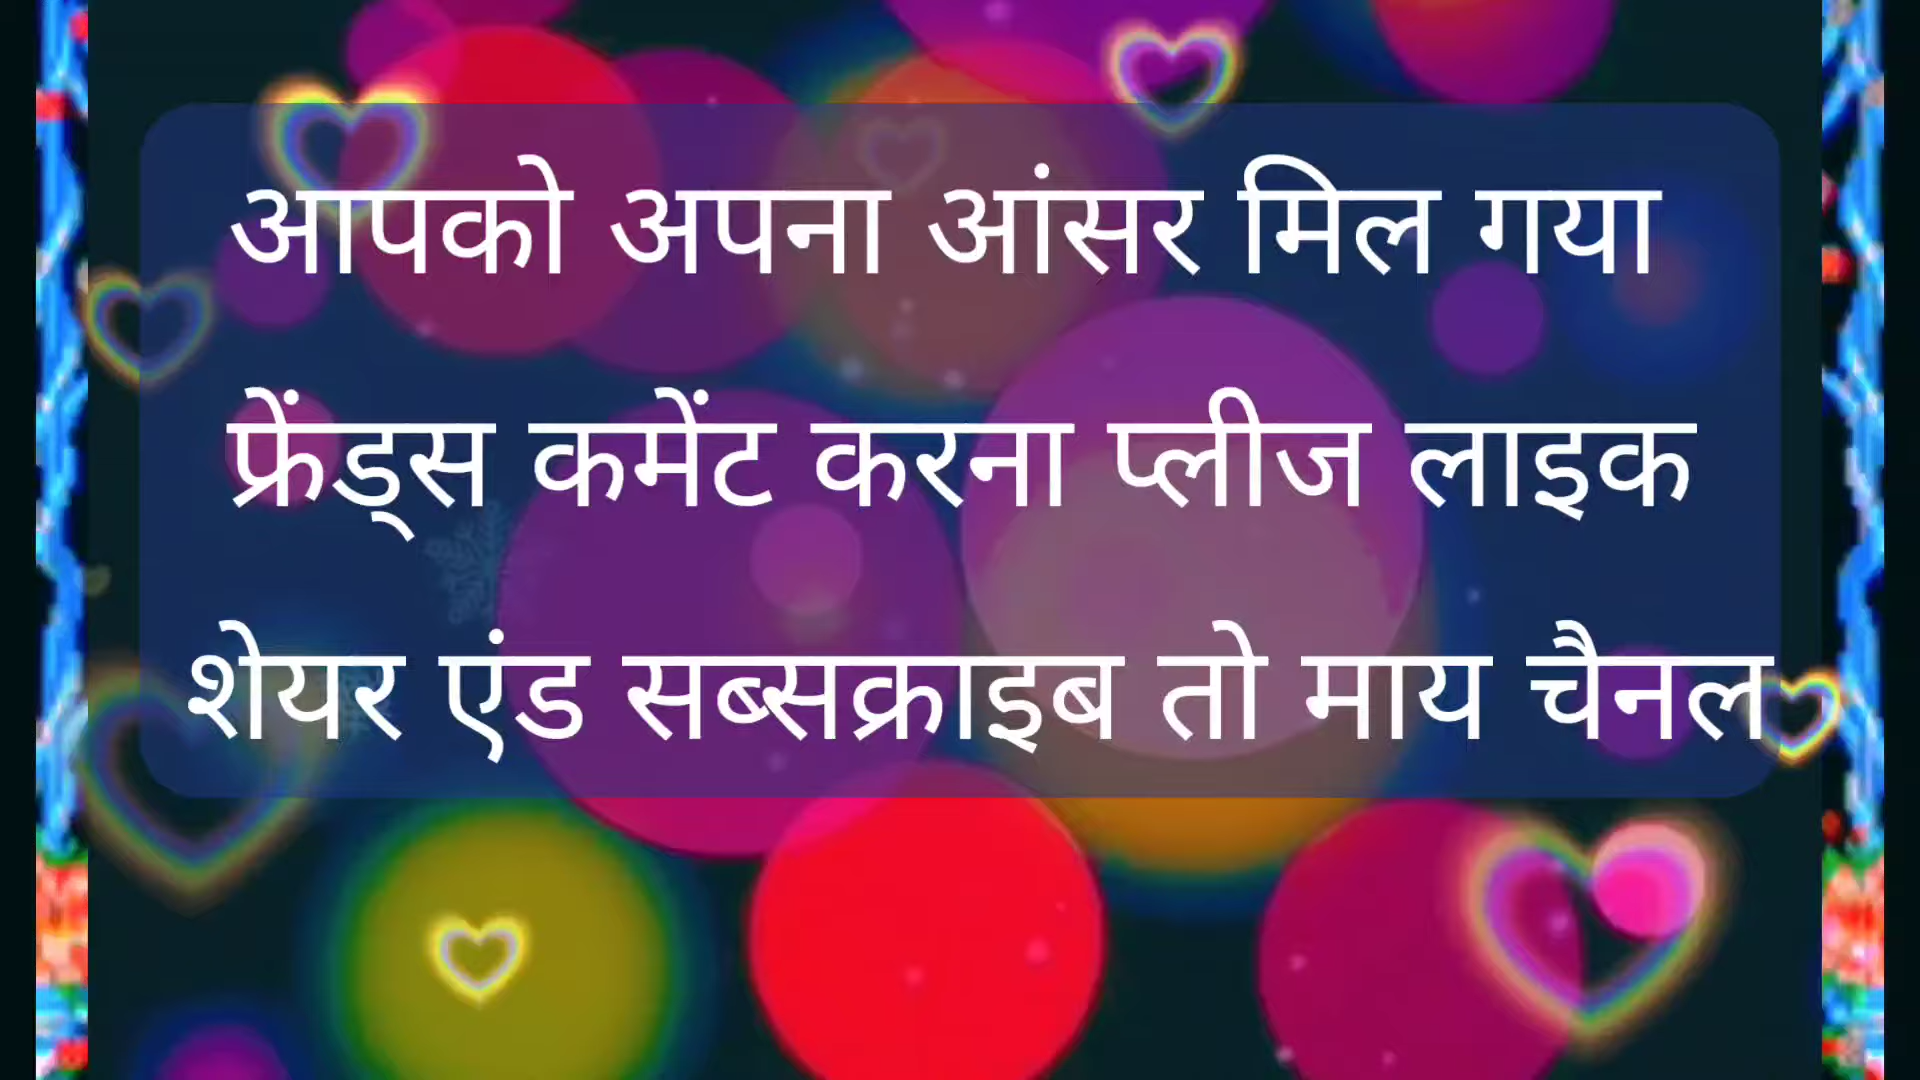 आपको अपना आंसर मिल गया
फ्रेंड्स कमेंट करना प्लीज लाइक
शेयर एंड सब्सक्राइब तो माय चैनल